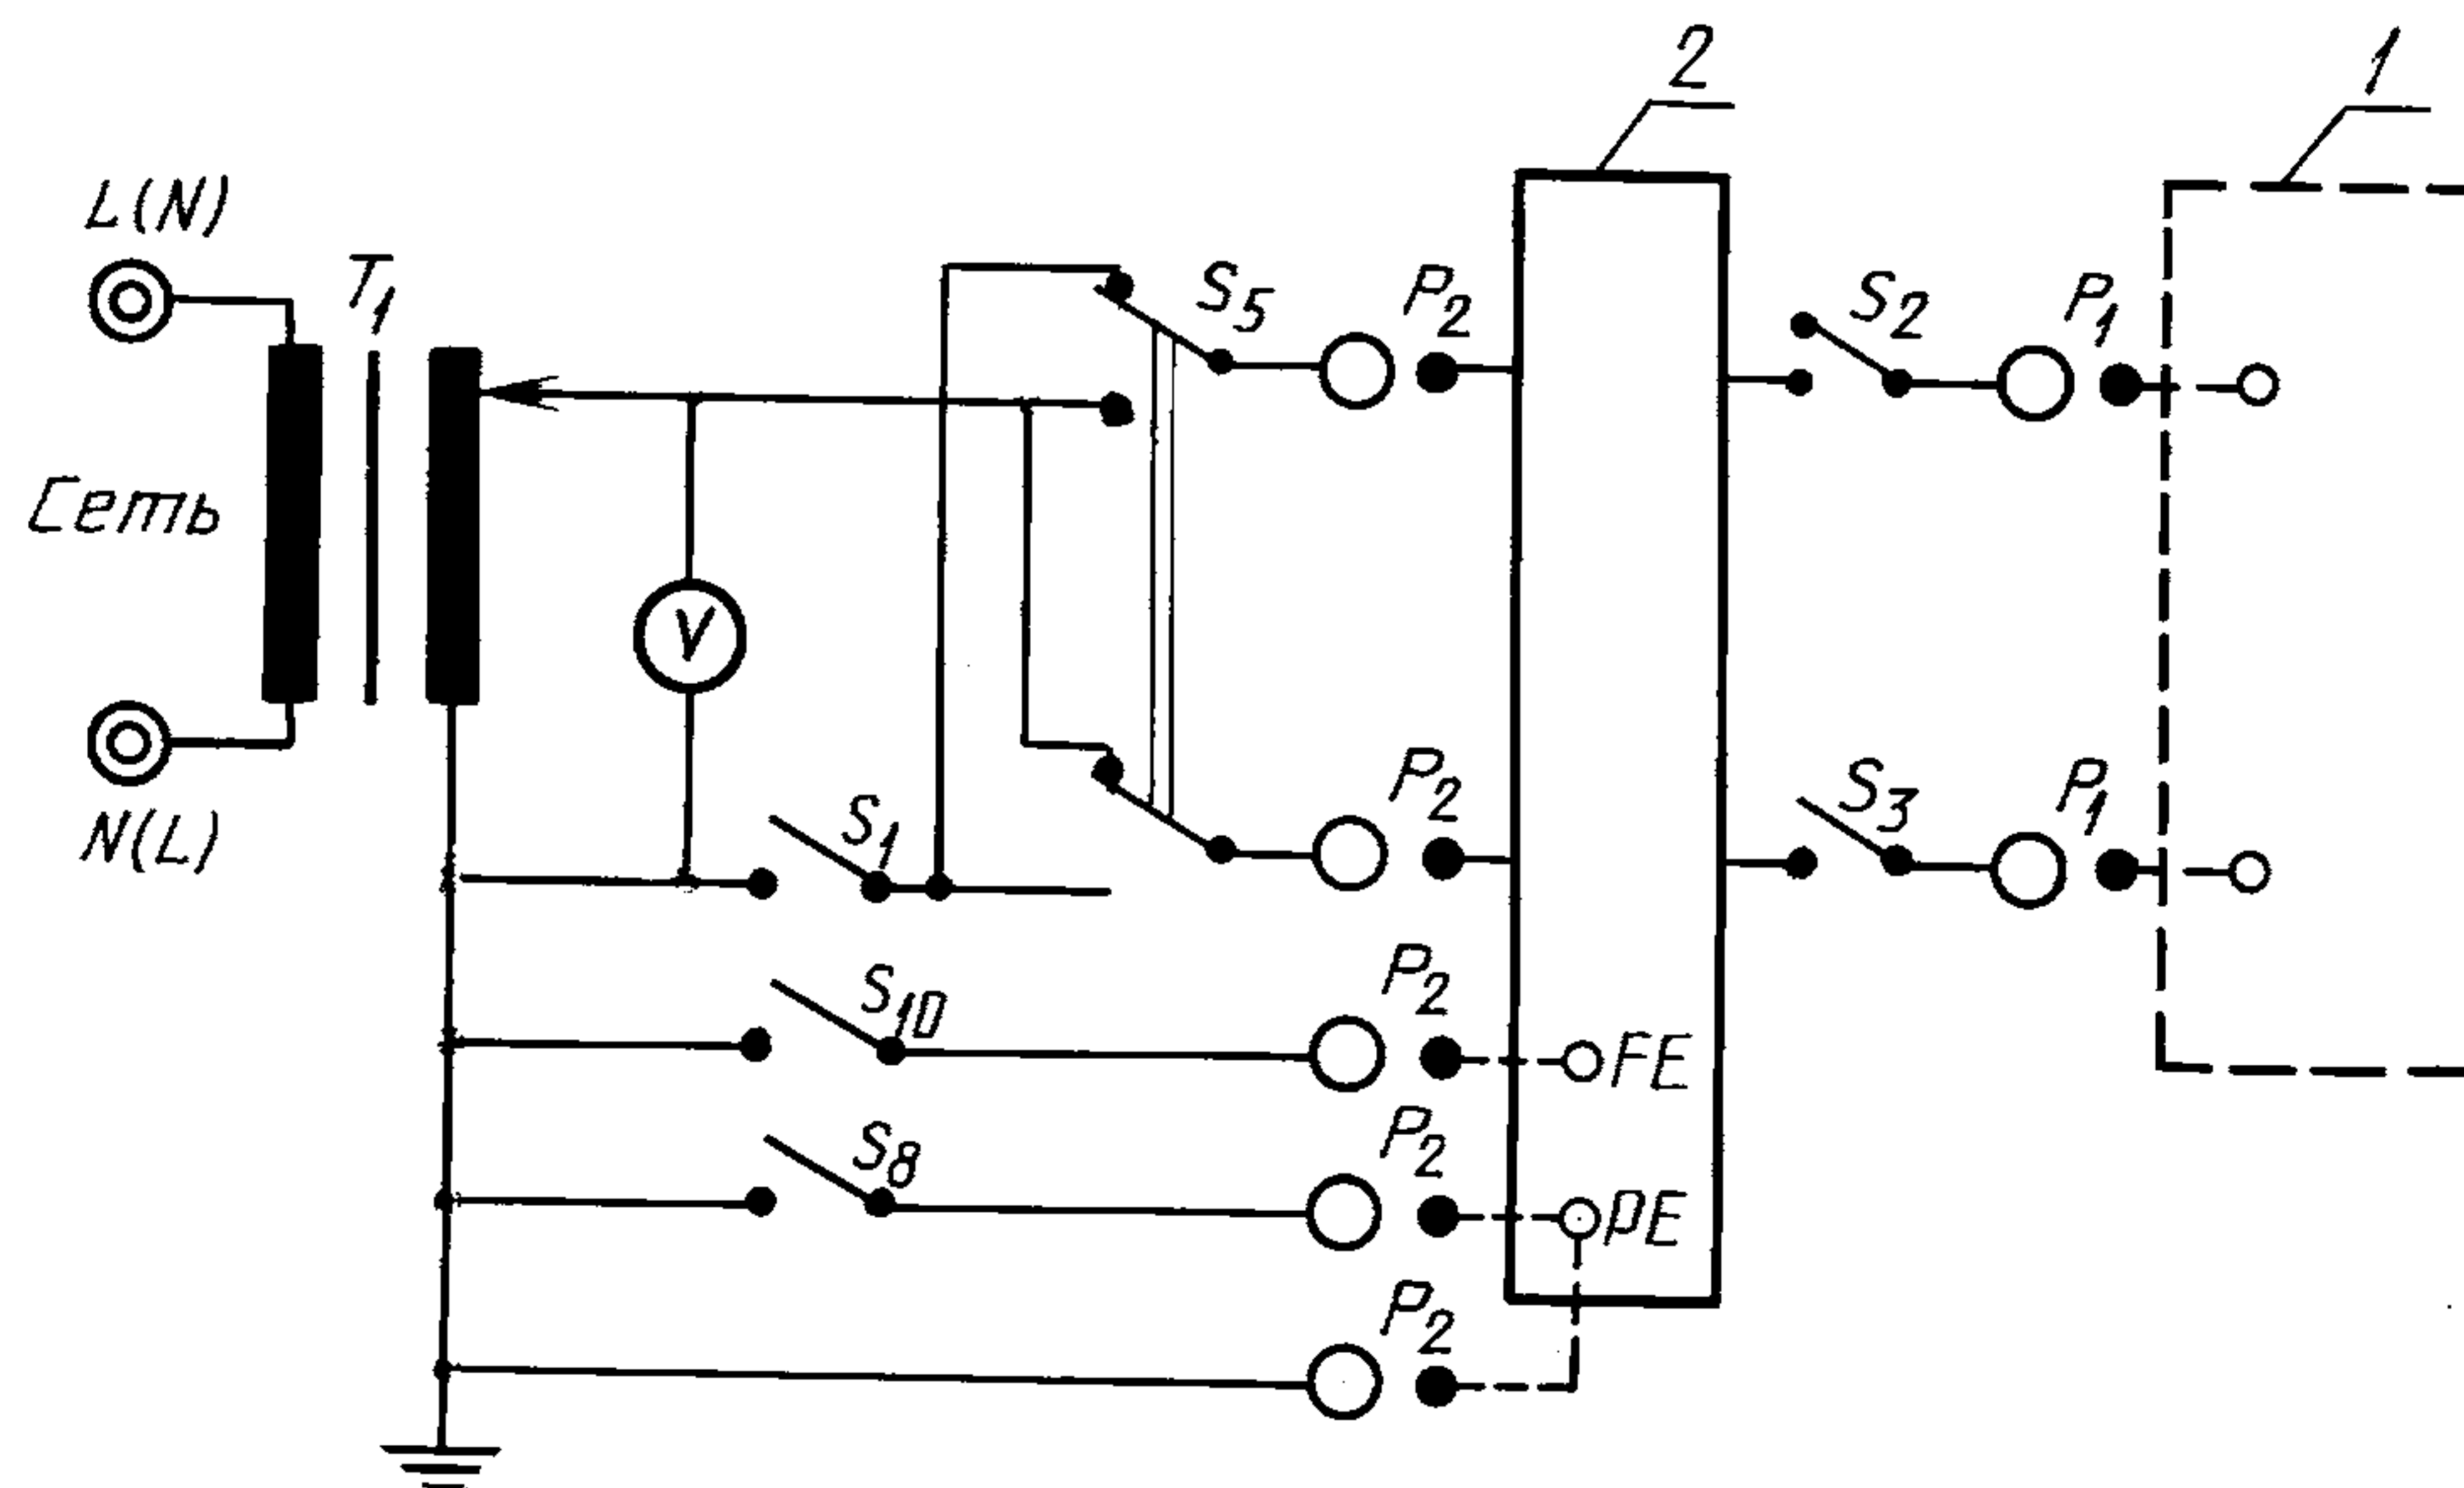 2
1
L(N)
T1
S5
P2
S2
P1
Сеть
V
N(L)
S1
P2
S3
P1
S10
P2
FE
S8
P2
PE
P2